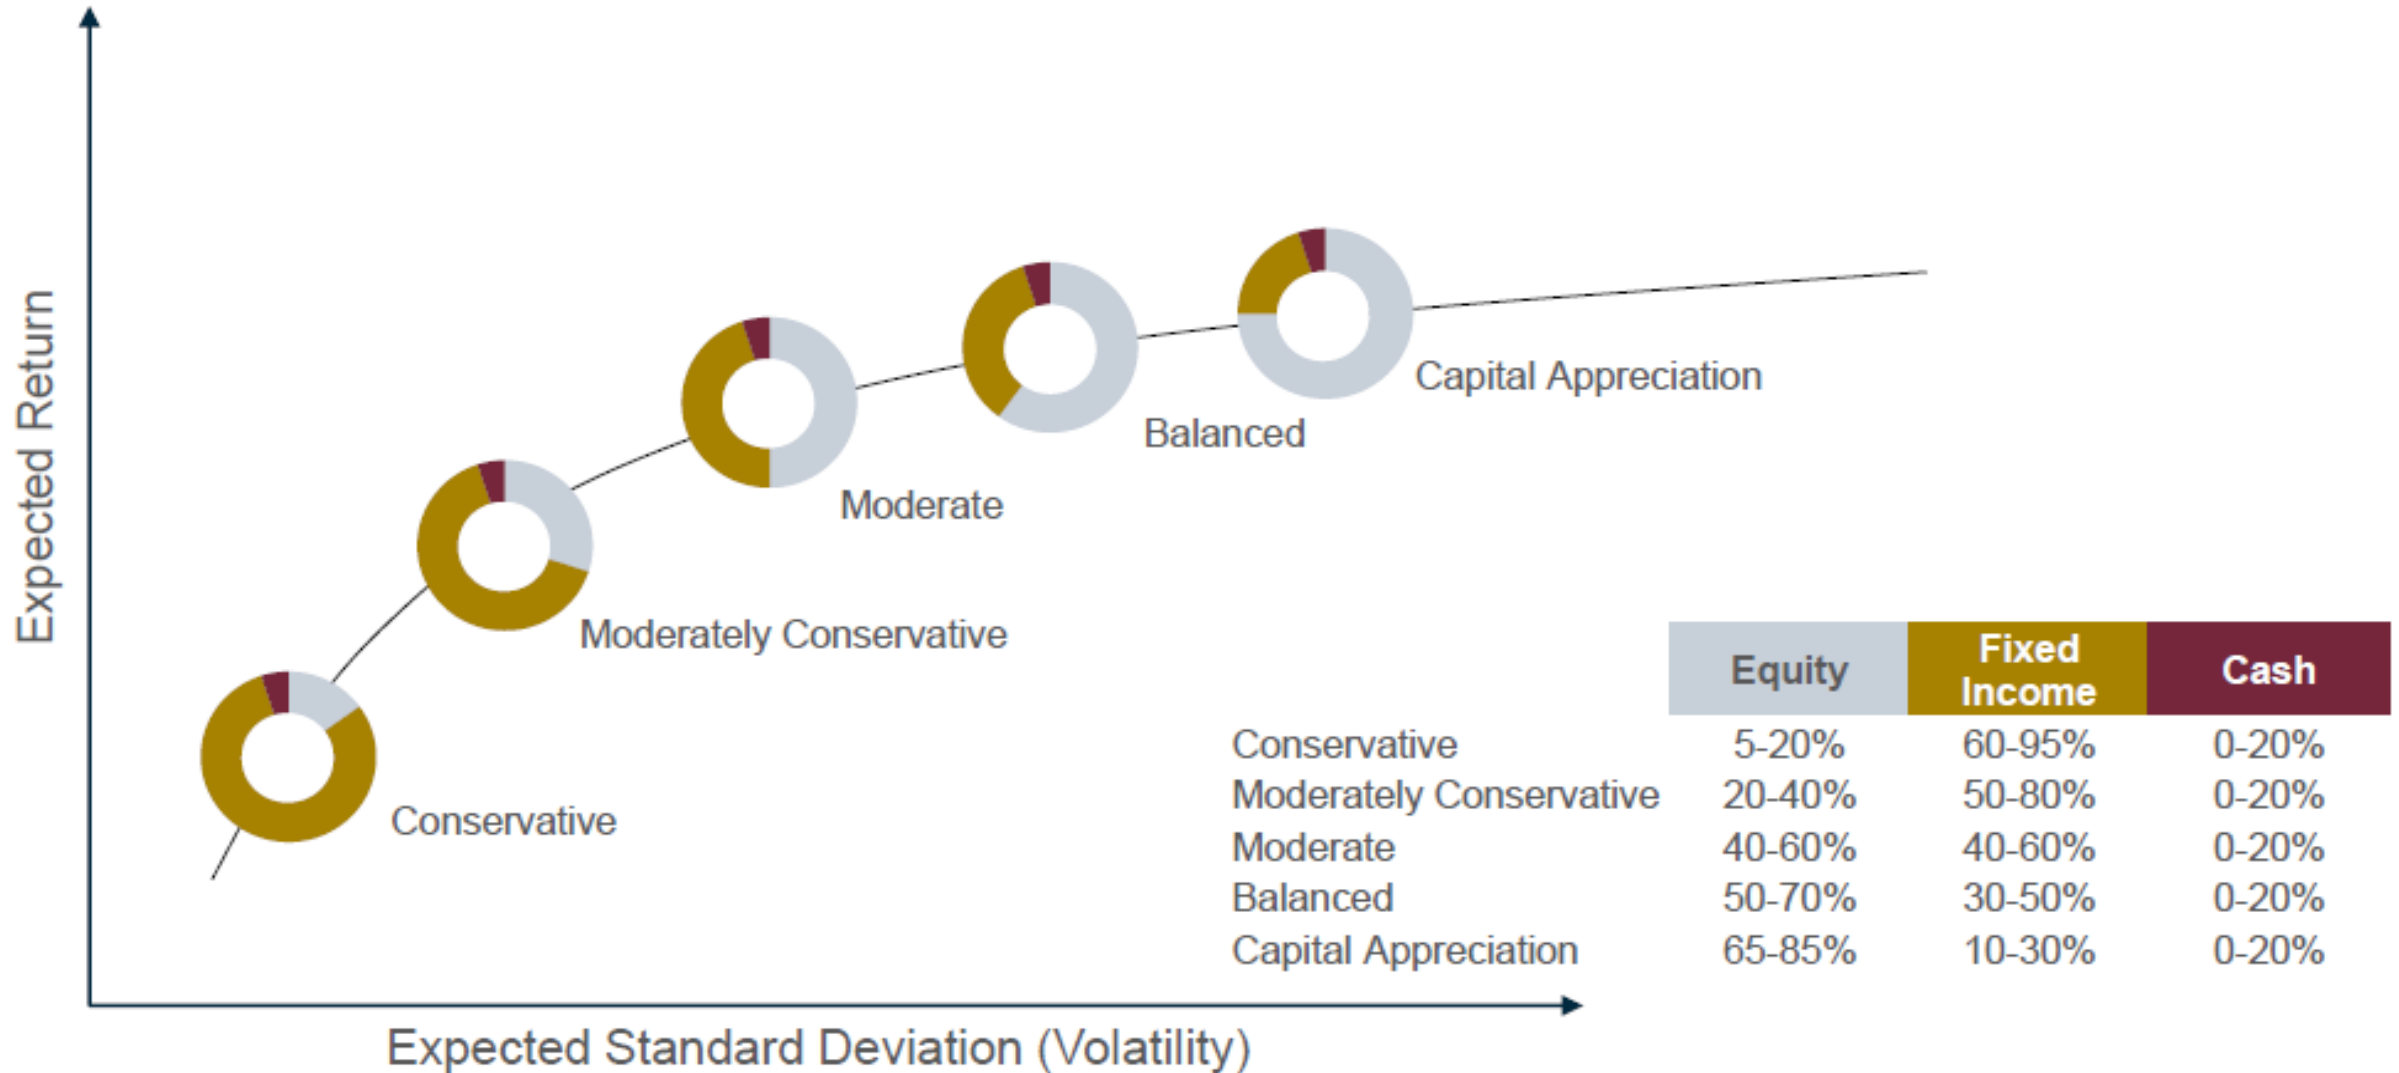 Expected Return
Capital Appreciation
Balanced
Moderate
Moderately Conservative
Conservative
Equity Fixed Income Cash
Conservative 5-20% 60-95% 0-20%
Moderately Conservative 20-40% 50-80% 0-20%
Moderate 40-60% 40-60% 0-20%
Balanced 50-70% 30-50% 0-20%
Capital Appreciation 65-85% 10-30% 0-20%
Expected Standard Deviation (Volatility)